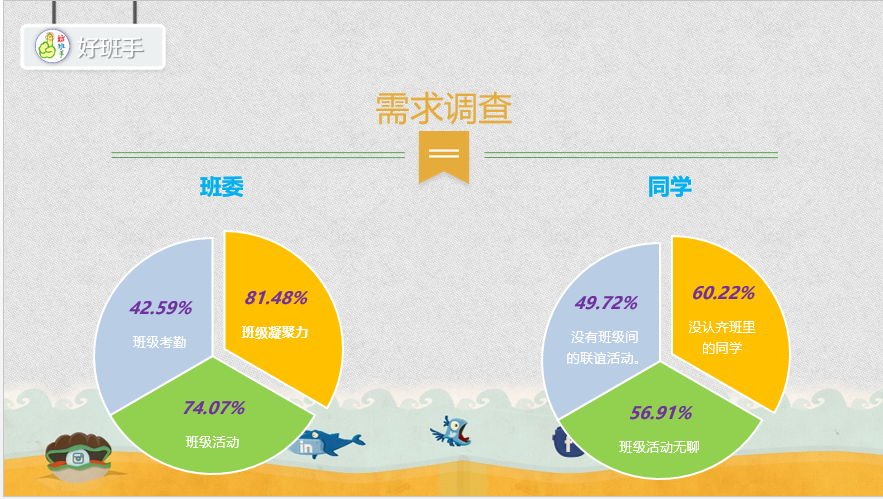 好班手
需求调查
班委
同学
42.59%
班级考勤
81.48%
班级凝聚力
74.07%
班级活动
49.72%
没有班级间
的联谊活动。
60.22%
没认齐班里
的同学
56.91%
班级活动无聊
in
f